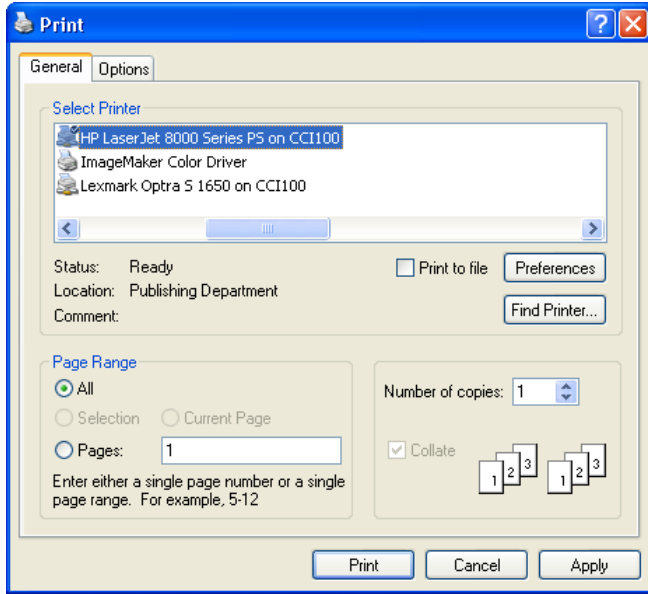 Print
General Options
Select Printer
HP LaserJet 8000 Series PS on CCI100
ImageMaker Color Driver
Lexmark Optra S 1650 on CCI100
Status: Ready
Print to file Preferences
Location: Publishing Department
Comment:
Find Printer...
Page Range
All
Number of copies: 1
Selection Current Page
Pages: 1
Collate
1 2 3 1 2 3
Enter either a single page number or a single
page range. For example, 5-12
Print Cancel Apply